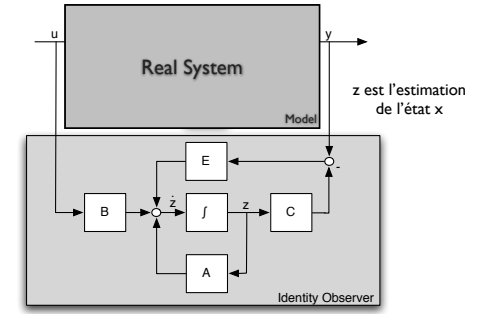 u
y
Real System
Model
z est l'estimation
de l'état x
E
-
B
ż
∫
z
C
A
Identity Observer